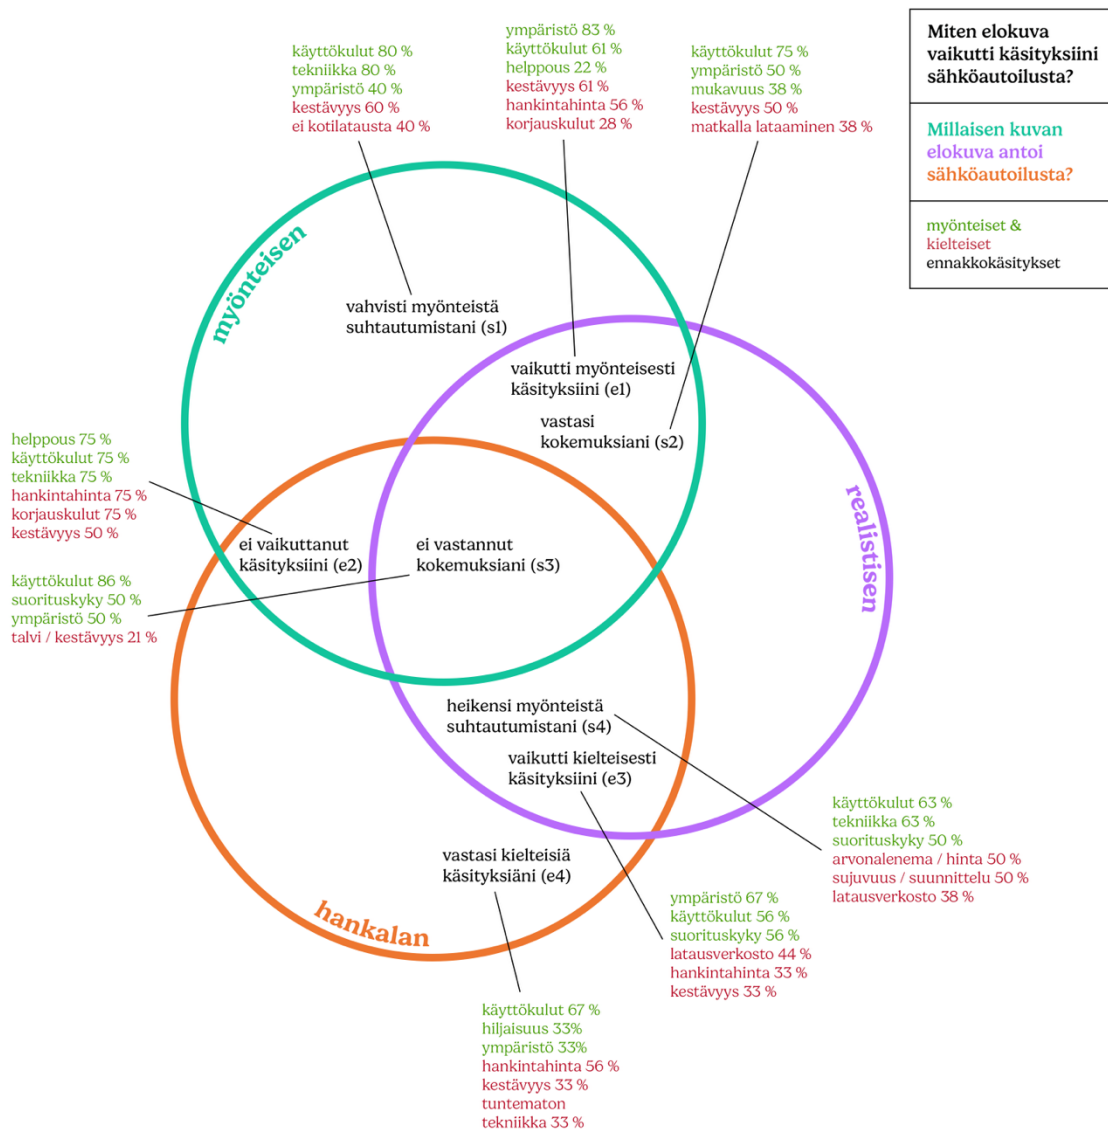 käyttökulut 80 %
tekniikka 80 %
ympäristö 40 %
kestävyys 60 %
ei kotilatausta 40 %
ympäristö 83 %
käyttökulut 61 %
helppous 22 %
kestävyys 61 %
hankintahinta 56 %
korjauskulut 28 %
käyttökulut 75 %
ympäristö 50 %
mukavuus 38 %
kestävyys 50 %
matkalla lataaminen 38 %
Miten elokuva
vaikutti käsityksiini
sähköautoilusta?
Millaisen kuvan
elokuva antoi
sähköautoilusta?
myönteiset &
kielteiset
ennakkokäsitykset
myönteisen
vahvisti myönteistä
suhtautumistani (s1)
vaikutti myönteisesti
käsityksiini (e1)
vastasi
kokemuksiani (s2)
realistisen
helppous 75 %
käyttökulut 75 %
tekniikka 75 %
hankintahinta 75 %
korjauskulut 75 %
kestävyys 50 %
ei vaikuttanut
käsityksiini (e2)
ei vastannut
kokemuksiani (s3)
käyttökulut 86 %
suorituskyky 50 %
ympäristö 50 %
talvi / kestävyys 21 %
heikensi myönteistä
suhtautumistani (s4)
vaikutti kielteisesti
käsityksiini (e3)
vastasi kielteisiä
käsityksiäni (e4)
hankalan
käyttökulut 63 %
tekniikka 63 %
suorituskyky 50 %
arvonalenema / hinta 50 %
sujuvuus / suunnittelu 50 %
latausverkosto 38 %
ympäristö 67 %
käyttökulut 56 %
suorituskyky 56 %
latausverkosto 44 %
hankintahinta 33 %
kestävyys 33 %
käyttökulut 67 %
hiljaisuus 33%
ympäristö 33%
hankintahinta 56 %
kestävyys 33 %
tuntematon
tekniikka 33 %